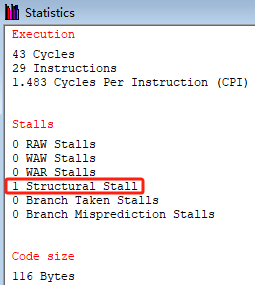 Statistics
Execution
43 Cycles
29 Instructions
1.483 Cycles Per Instruction (CPI)
Stalls
0 RAW Stalls
0 WAW Stalls
0 WAR Stalls
1 Structural Stall
0 Branch Taken Stalls
0 Branch Misprediction Stalls
Code size
116 Bytes